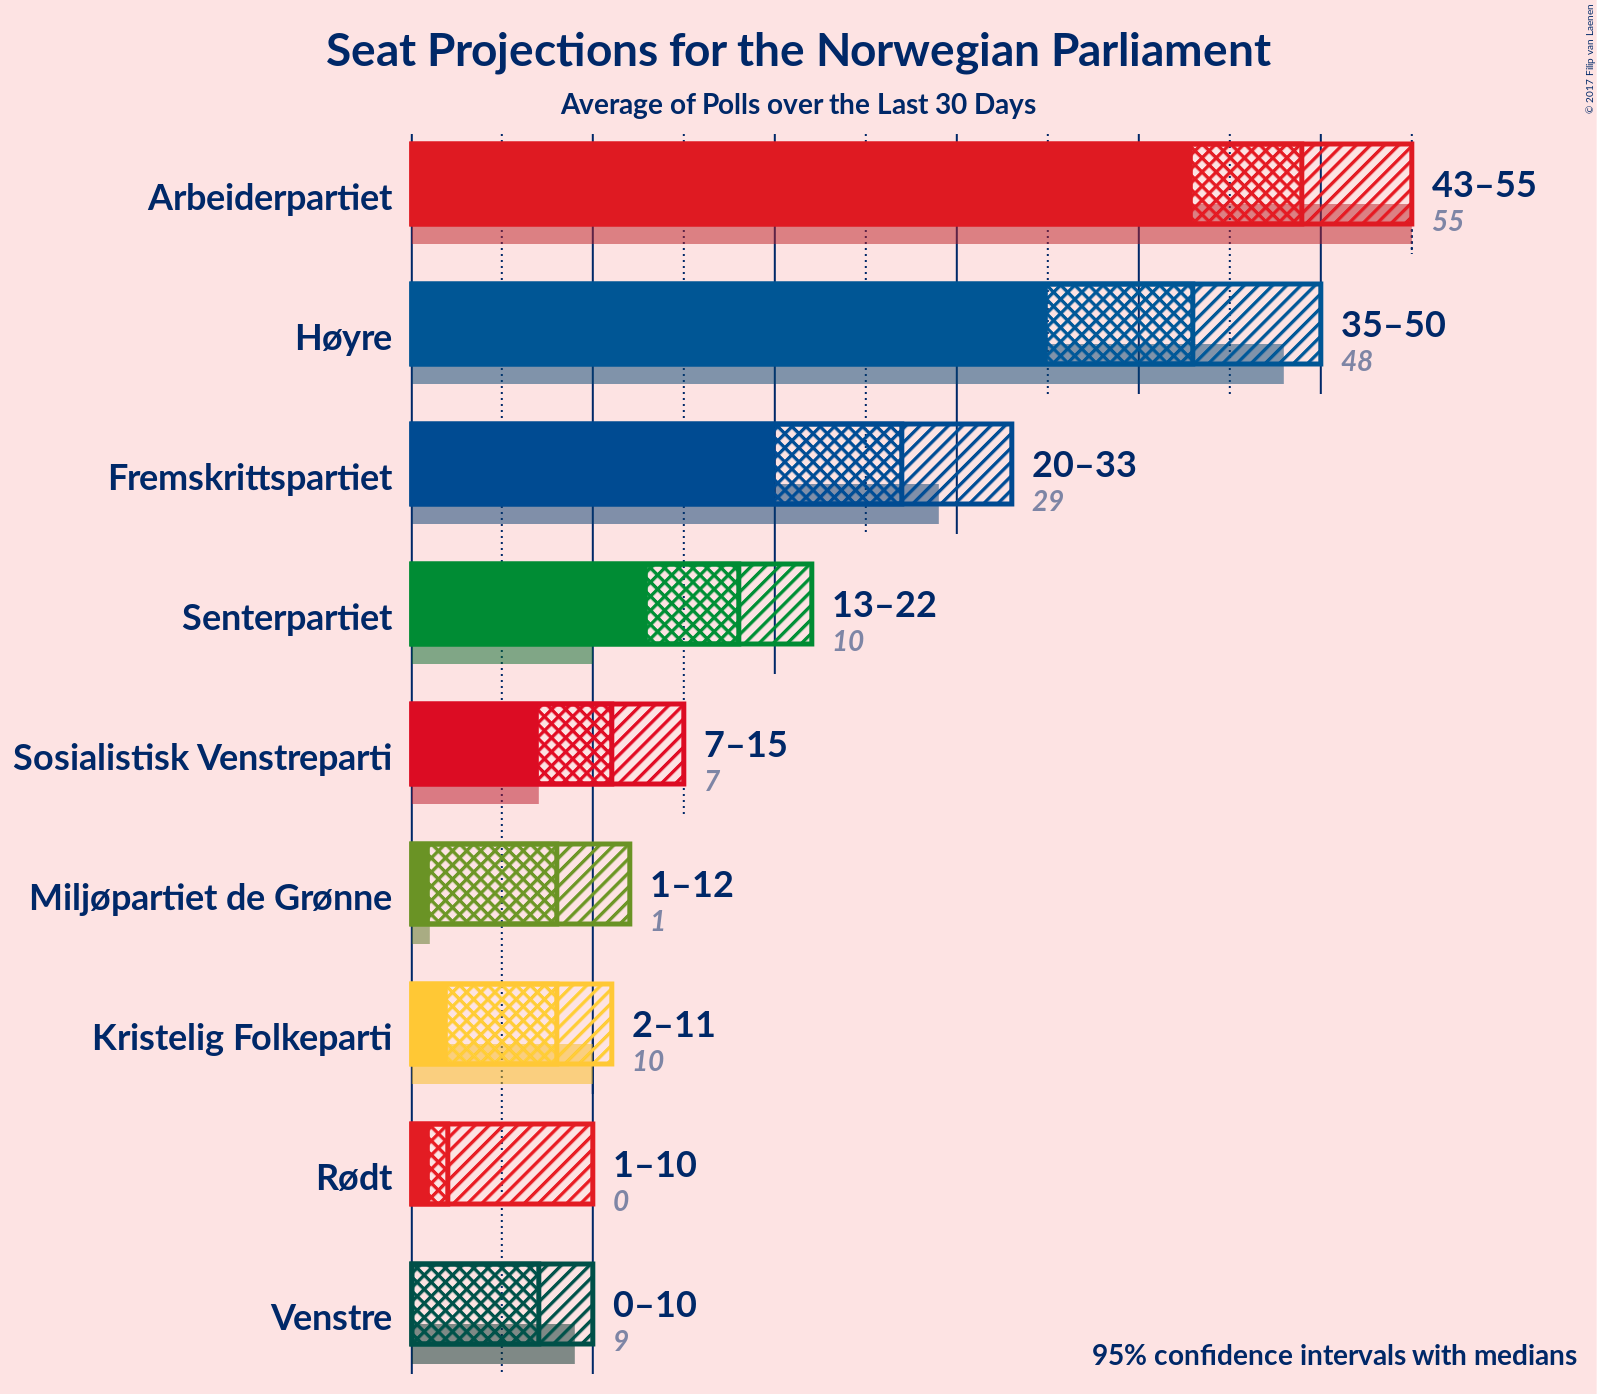 Seat Projections for the Norwegian Parliament
Average of Polls over the Last 30 Days
© 2017 Filip van Laenen
Arbeiderpartiet
43–55
55
Høyre
35–50
48
Fremskrittspartiet
20–33
29
Senterpartiet
13–22
10
Sosialistisk Venstreparti
7–15
7
Miljøpartiet de Grønne
1–12
1
Kristelig Folkeparti
2–11
10
Rødt
1–10
0
Venstre
0–10
9
95% confidence intervals with medians